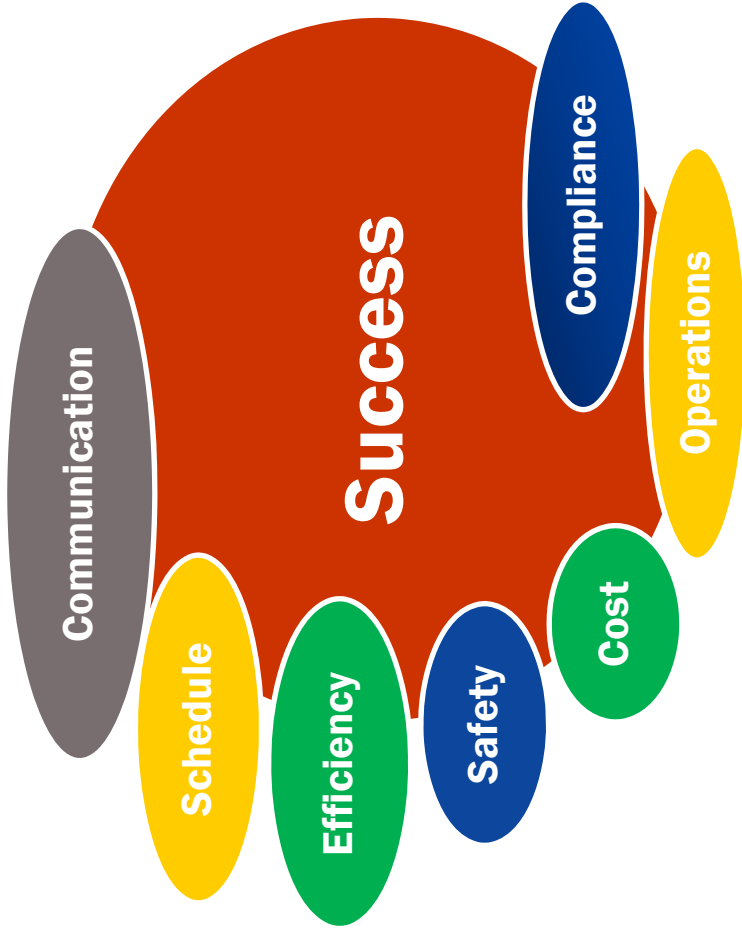 Communication
Schedule
Efficiency
Success
Safety
Compliance
Cost
Operations